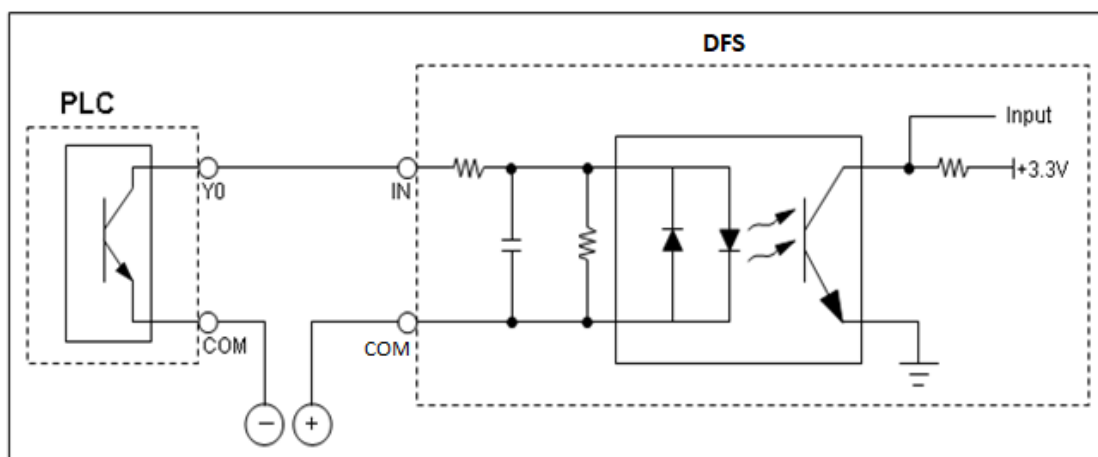 DFS
PLC
Input
Y0
IN
+3.3V
COM
COM
− +